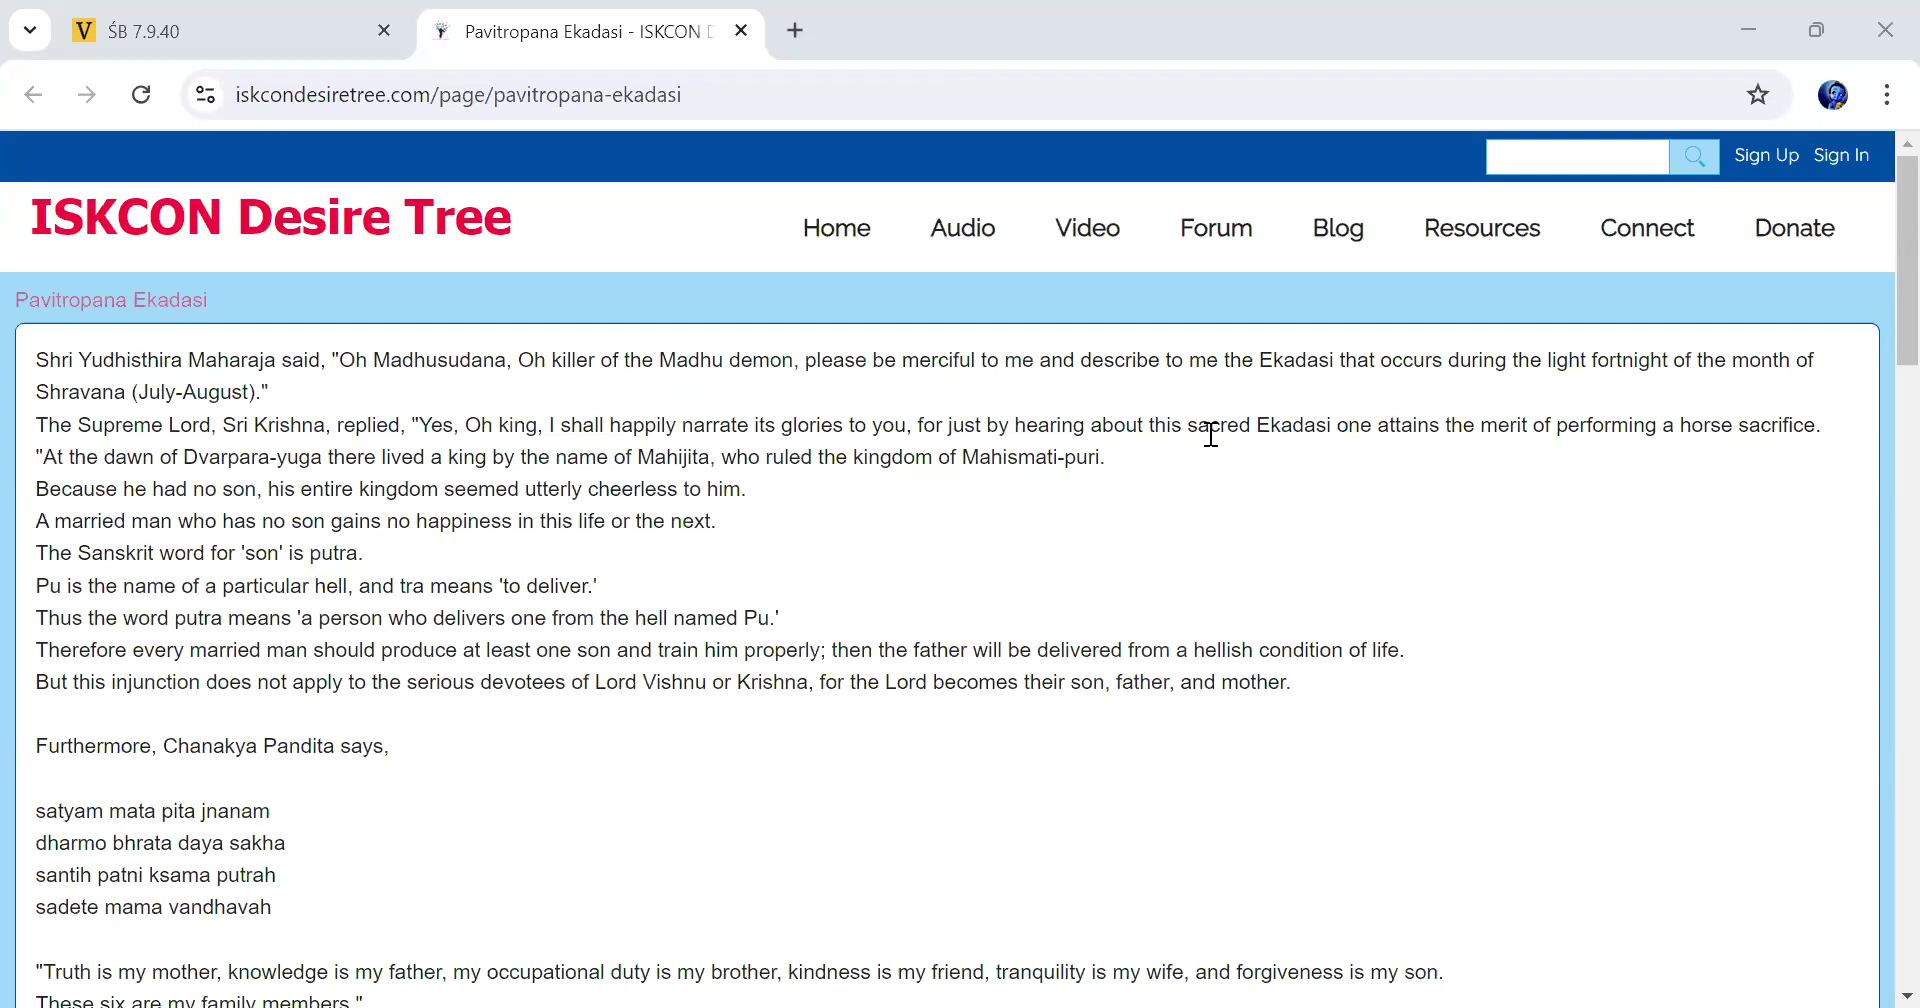 ŚB 7.9.40
Pavitropana Ekadasi - ISKCON
iskcondesiretree.com/page/pavitropana-ekadasi
Sign Up Sign In
ISKCON Desire Tree
Home Audio Video Forum Blog Resources Connect Donate
Pavitropana Ekadasi
Shri Yudhisthira Maharaja said, "Oh Madhusudana, Oh killer of the Madhu demon, please be merciful to me and describe to me the Ekadasi that occurs during the light fortnight of the month of
Shravana (July-August)."
The Supreme Lord, Sri Krishna, replied, "Yes, Oh king, I shall happily narrate its glories to you, for just by hearing about this sacred Ekadasi one attains the merit of performing a horse sacrifice.
"At the dawn of Dvarpara-yuga there lived a king by the name of Mahijita, who ruled the kingdom of Mahismati-puri.
Because he had no son, his entire kingdom seemed utterly cheerless to him.
A married man who has no son gains no happiness in this life or the next.
The Sanskrit word for 'son' is putra.
Pu is the name of a particular hell, and tra means 'to deliver.'
Thus the word putra means 'a person who delivers one from the hell named Pu.'
Therefore every married man should produce at least one son and train him properly; then the father will be delivered from a hellish condition of life.
But this injunction does not apply to the serious devotees of Lord Vishnu or Krishna, for the Lord becomes their son, father, and mother.
Furthermore, Chanakya Pandita says,
satyam mata pita jnanam
dharmo bhrata daya sakha
santih patni ksama putrah
sadete mama vandhavah
"Truth is my mother, knowledge is my father, my occupational duty is my brother, kindness is my friend, tranquility is my wife, and forgiveness is my son.
These six are my family members."